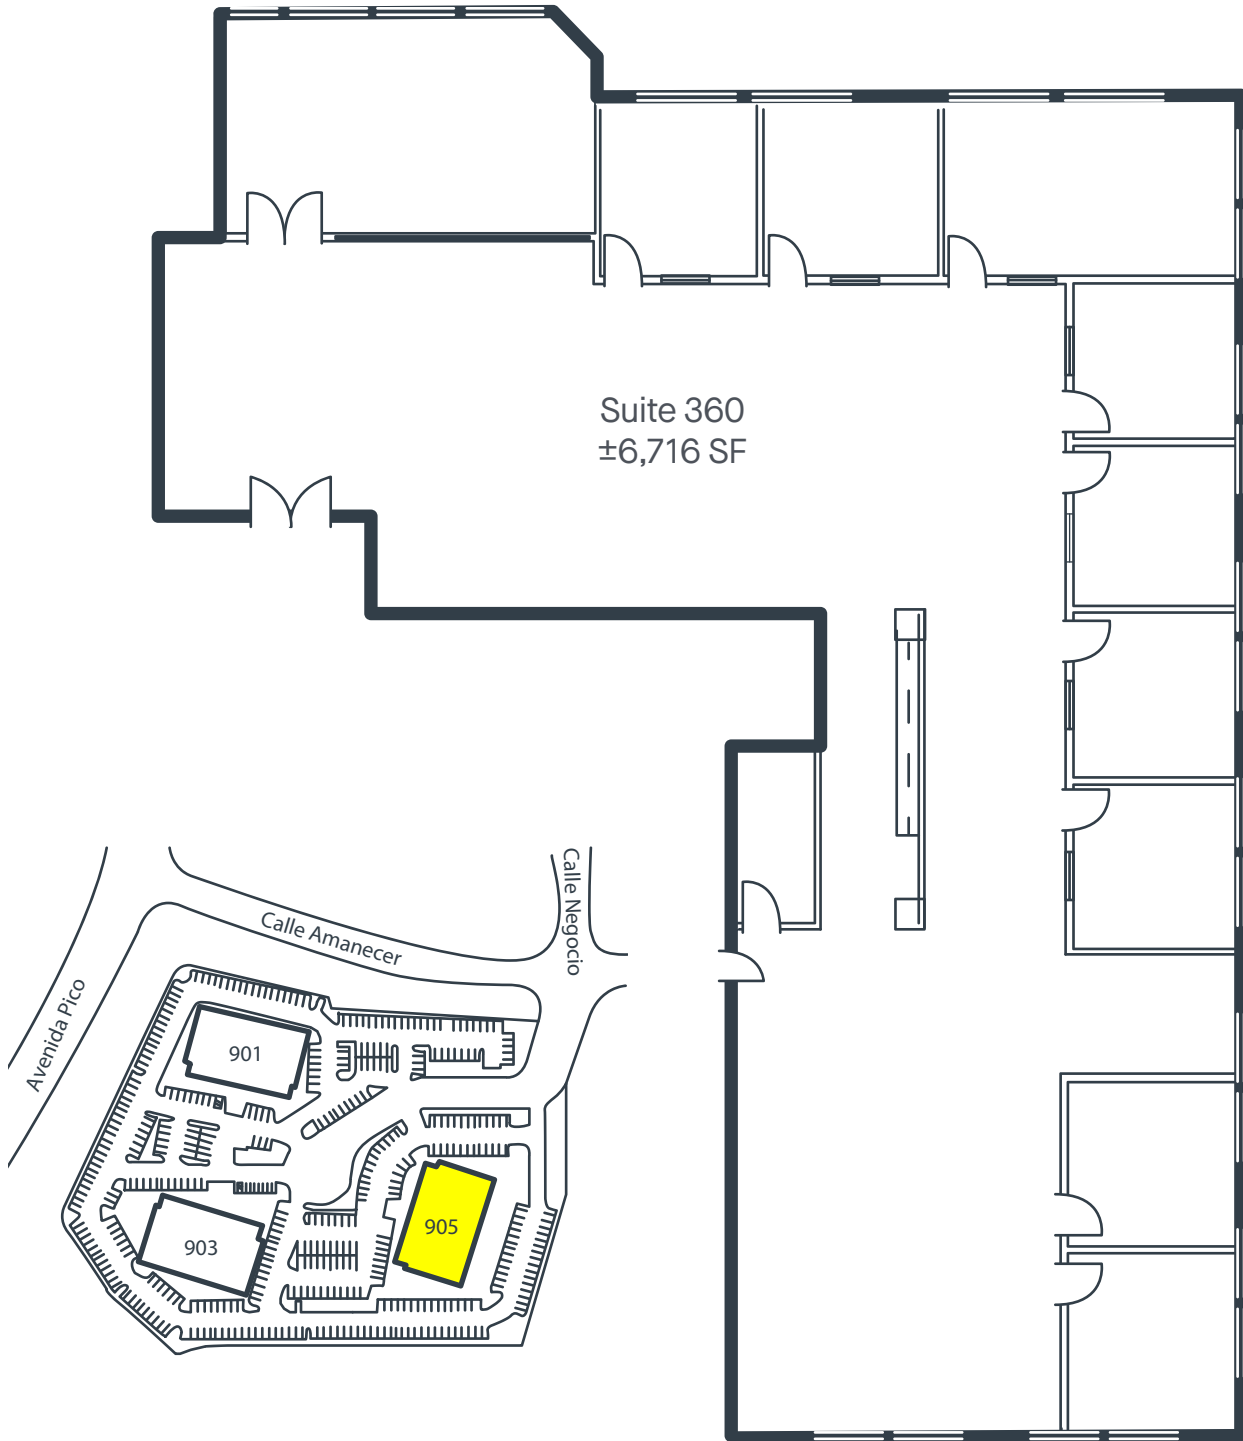 Suite 360
±6,716 SF
Calle Negocio
Calle Amanecer
Avenida Pico
901
905
903